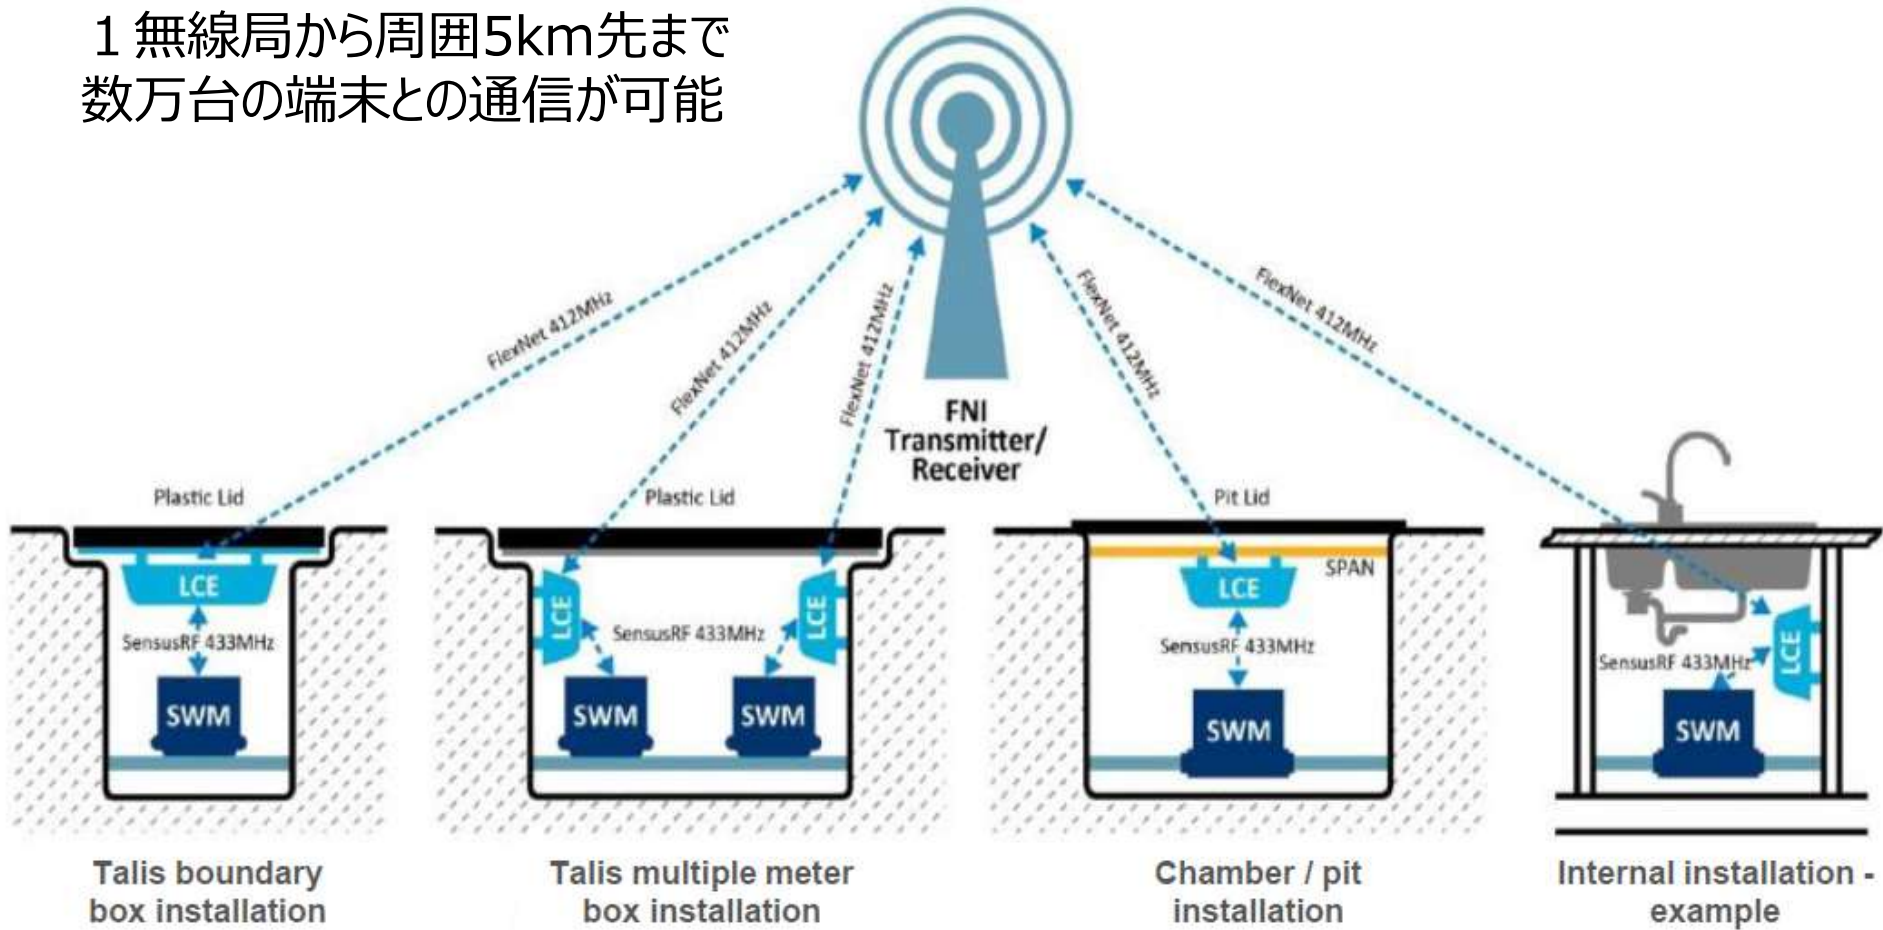 1 無線局から周囲5km先まで
数万台の端末との通信が可能
FlexNet 412MHz
FlexNet 412MHz
FlexNet 412MHz
FlexNet 412MHz
FlexNet 412MHz
FNI
Transmitter/
Receiver
Plastic Lid
Plastic Lid
Pit Lid
LCE
SensusRF 433MHz
SWM
LCE
LCE
SensusRF 433MHz
SWM
SWM
SPAN
LCE
SensusRF 433MHz
SWM
LCE
SensusRF 433MHz
SWM
Talis boundary
box installation
Talis multiple meter
box installation
Chamber / pit
installation
Internal installation -
example